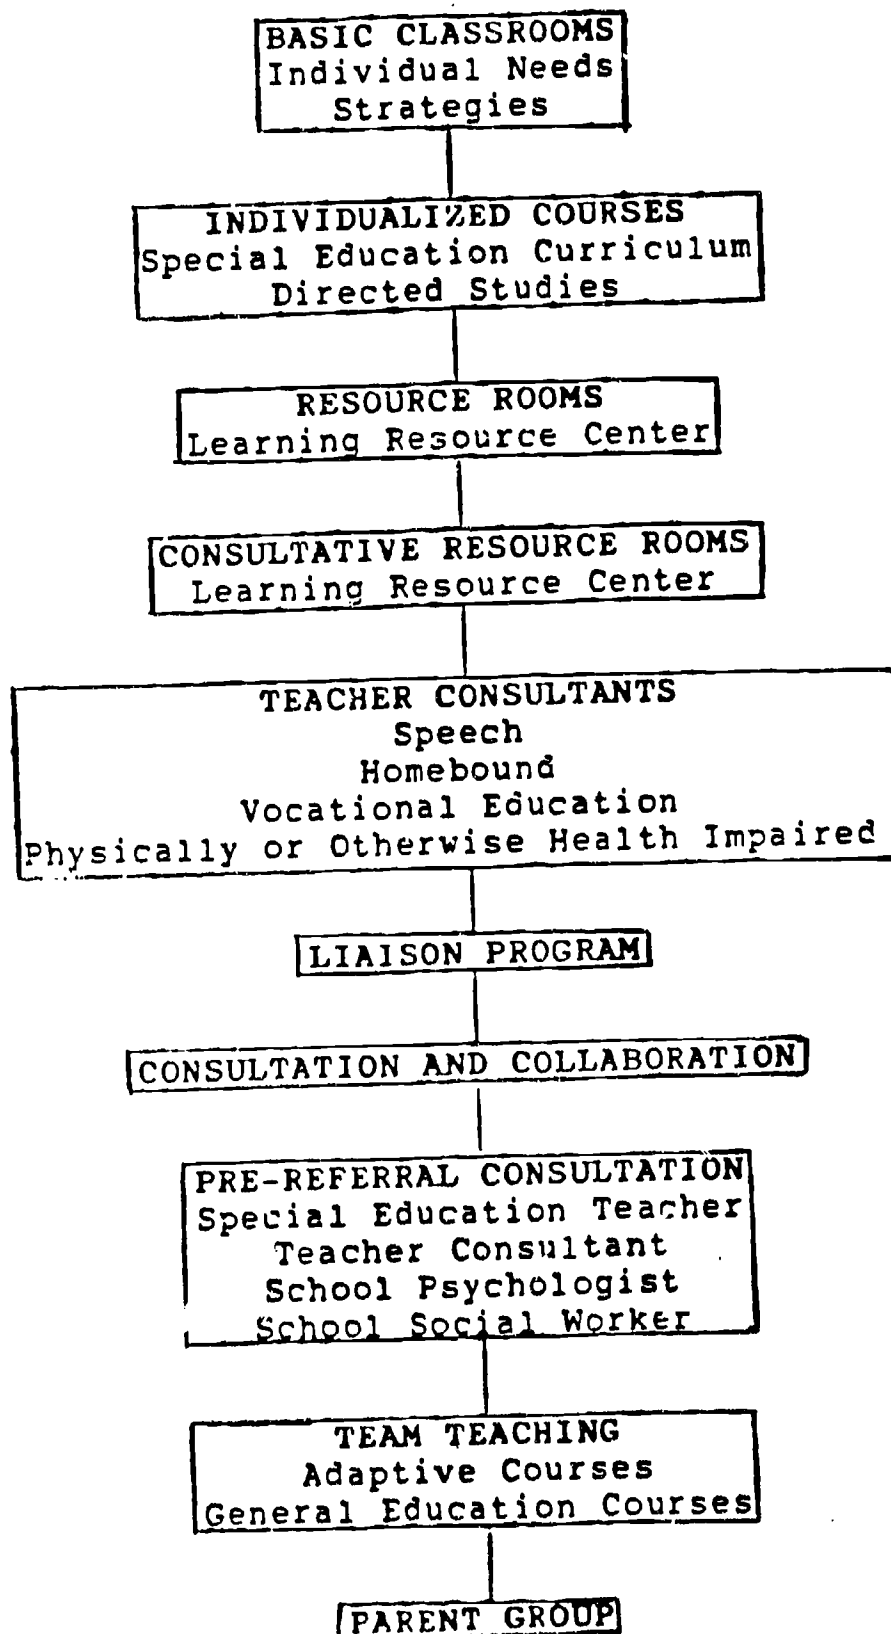 BASIC CLASSROOMS
Individual Needs
Strategies
INDIVIDUALIZED COURSES
Special Education Curriculum
Directed Studies
RESOURCE ROOMS
Learning Resource Center
CONSULTATIVE RESOURCE ROOMS
Learning Resource Center
TEACHER CONSULTANTS
Speech
Homebound
Vocational Education
Physically or Otherwise Health Impaired
LIAISON PROGRAM
CONSULTATION AND COLLABORATION
PRE-REFERRAL CONSULTATION
Special Education Teacher
Teacher Consultant
School Psychologist
School Social Worker
TEAM TEACHING
Adaptive Courses
General Education Courses
PARENT GROUP